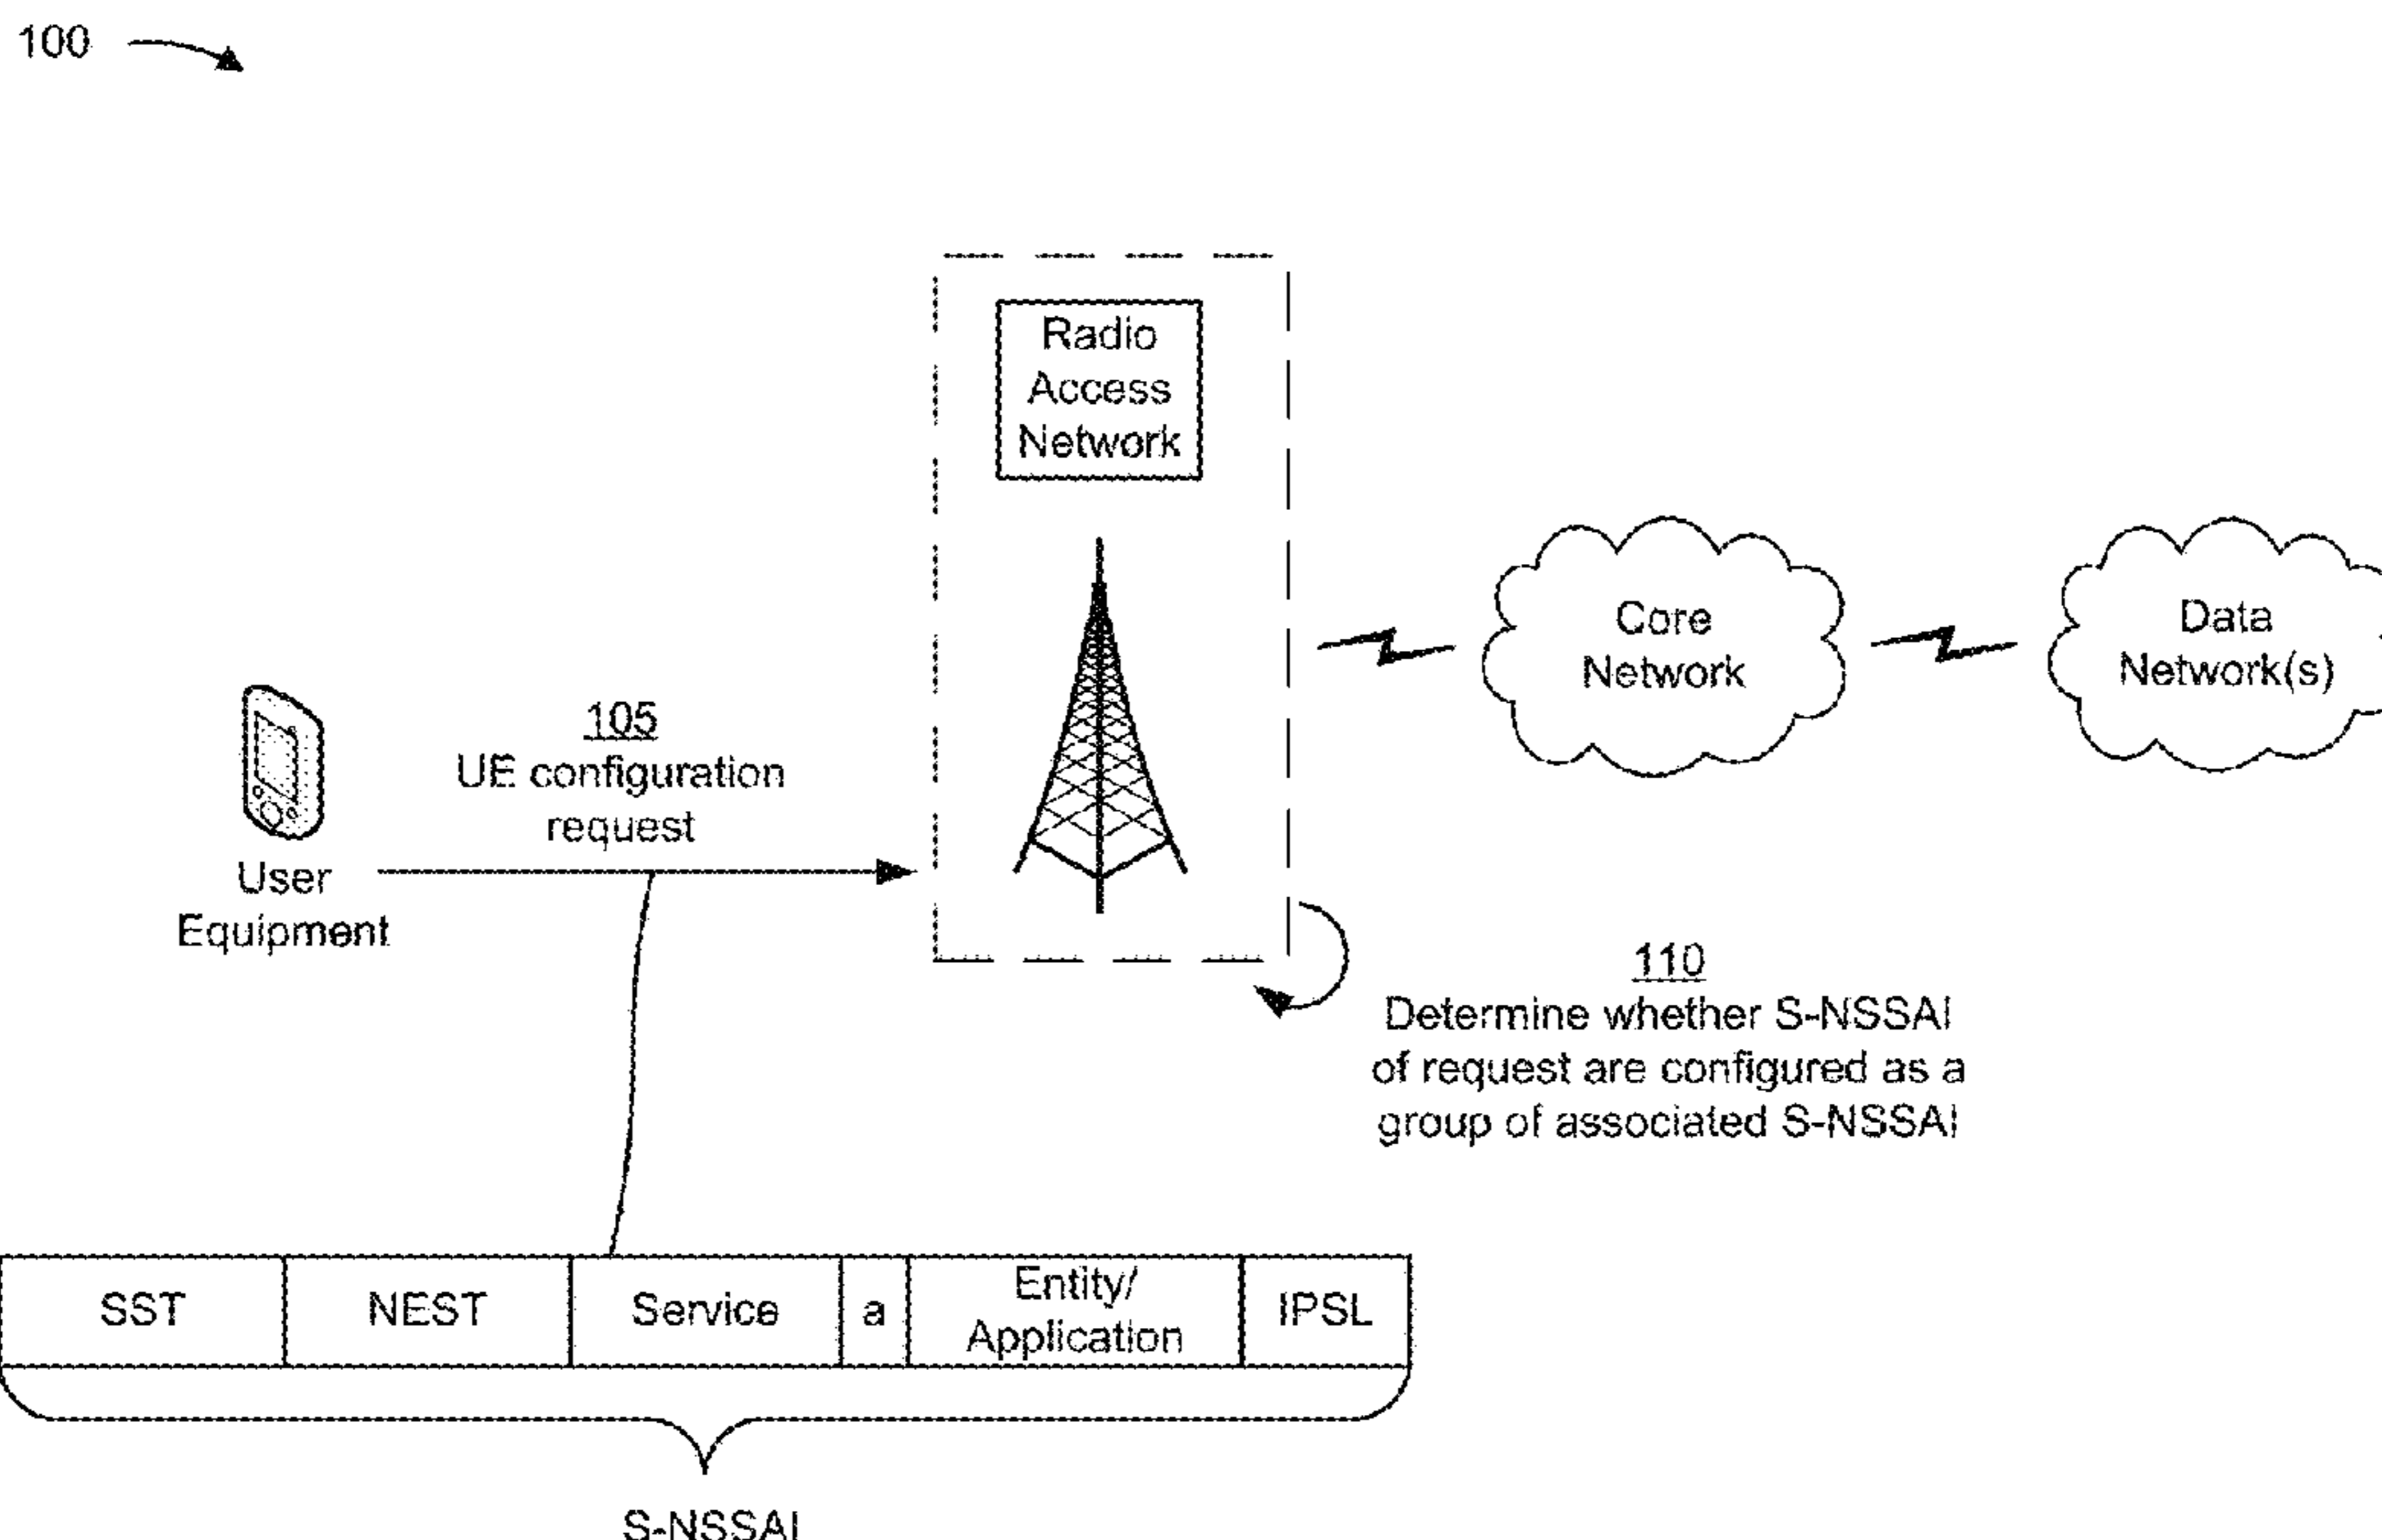 100
Radio
Access
Network
Core
Network
Data
Network(s)
105
UE configuration
request
User
Equipment
110
Determine whether S-NSSAI
of request are configured as a
group of associated S-NSSAI
SST
NEST
Service
a
Entity/
Application
IPSL
S-NSSAI